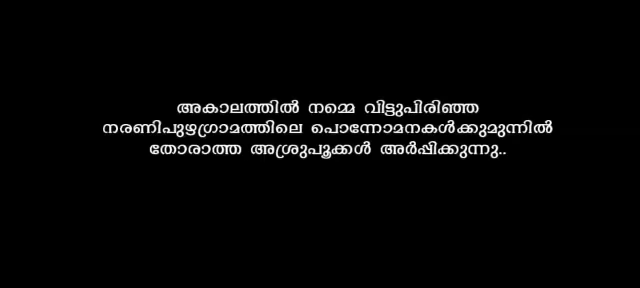 അകാലത്തിൽ നമ്മെ വിട്ടുപിരിഞ്ഞ
നരണിപുഴഗ്രാമത്തിലെ പൊന്നോമനകൾക്കുമുന്നിൽ
തോരാത്ത അശ്രുപൂക്കൾ അർപ്പിക്കുന്നു..